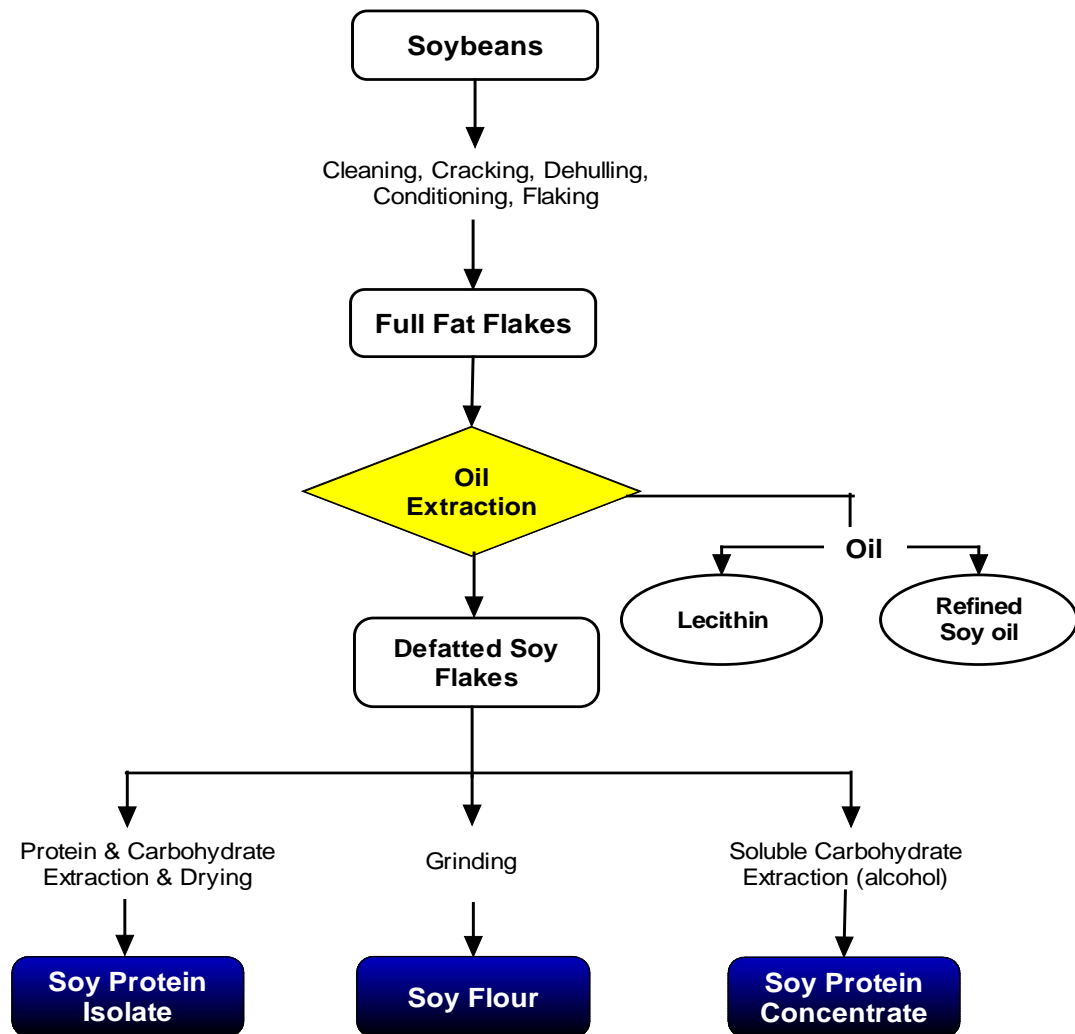 Soybeans
Cleaning, Cracking, Dehulling,
Conditioning, Flaking
Full Fat Flakes
Oil
Extraction
Oil
Lecithin
Refined
Soy oil
Defatted Soy
Flakes
Protein & Carbohydrate
Extraction & Drying
Grinding
Soluble Carbohydrate
Extraction (alcohol)
Soy Protein
Isolate
Soy Flour
Soy Protein
Concentrate